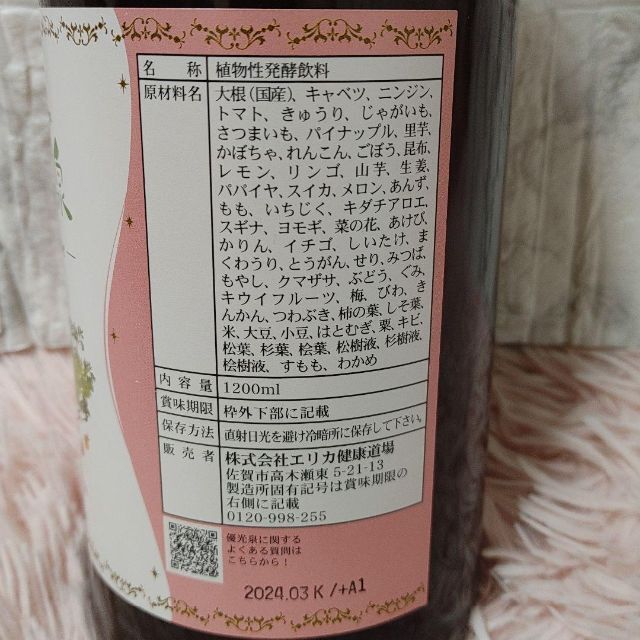 名称 植物性発酵飲料
原材料名 大根(国産)、キャベツ、ニンジン、
トマト、きゅうり、じゃがいも、
さつまいも、パイナップル、里芋、
かぼちゃ、れんこん、ごぼう、昆布、
レモン、リンゴ、山芋、生姜、
パパイヤ、スイカ、メロン、あんず、
もも、いちじく、キダチアロエ、
スギナ、ヨモギ、菜の花、あけび、
かりん、イチゴ、しいたけ、ま
くわうり、とうがん、せり、みつば、
もやし、クマザサ、ぶどう、ぐみ、
キウイフルーツ、梅、びわ、き
んかん、つわぶき、柿の葉、しそ葉、
米、大豆、小豆、はとむぎ、粟、キビ、
松葉、杉葉、桧葉、松樹液、杉樹液、
桧樹液、すもも、わかめ
内容量 1200ml
賞味期限 枠外下部に記載
保存方法 直射日光を避け冷暗所に保存して下さい。
販売者 株式会社エリカ健康道場
佐賀市高木瀬東5-21-13
製造所固有記号は賞味期限の
右側に記載
0120-998-255
優光泉に関する
よくある質問は
こちらから!
2024.03 K /+A1